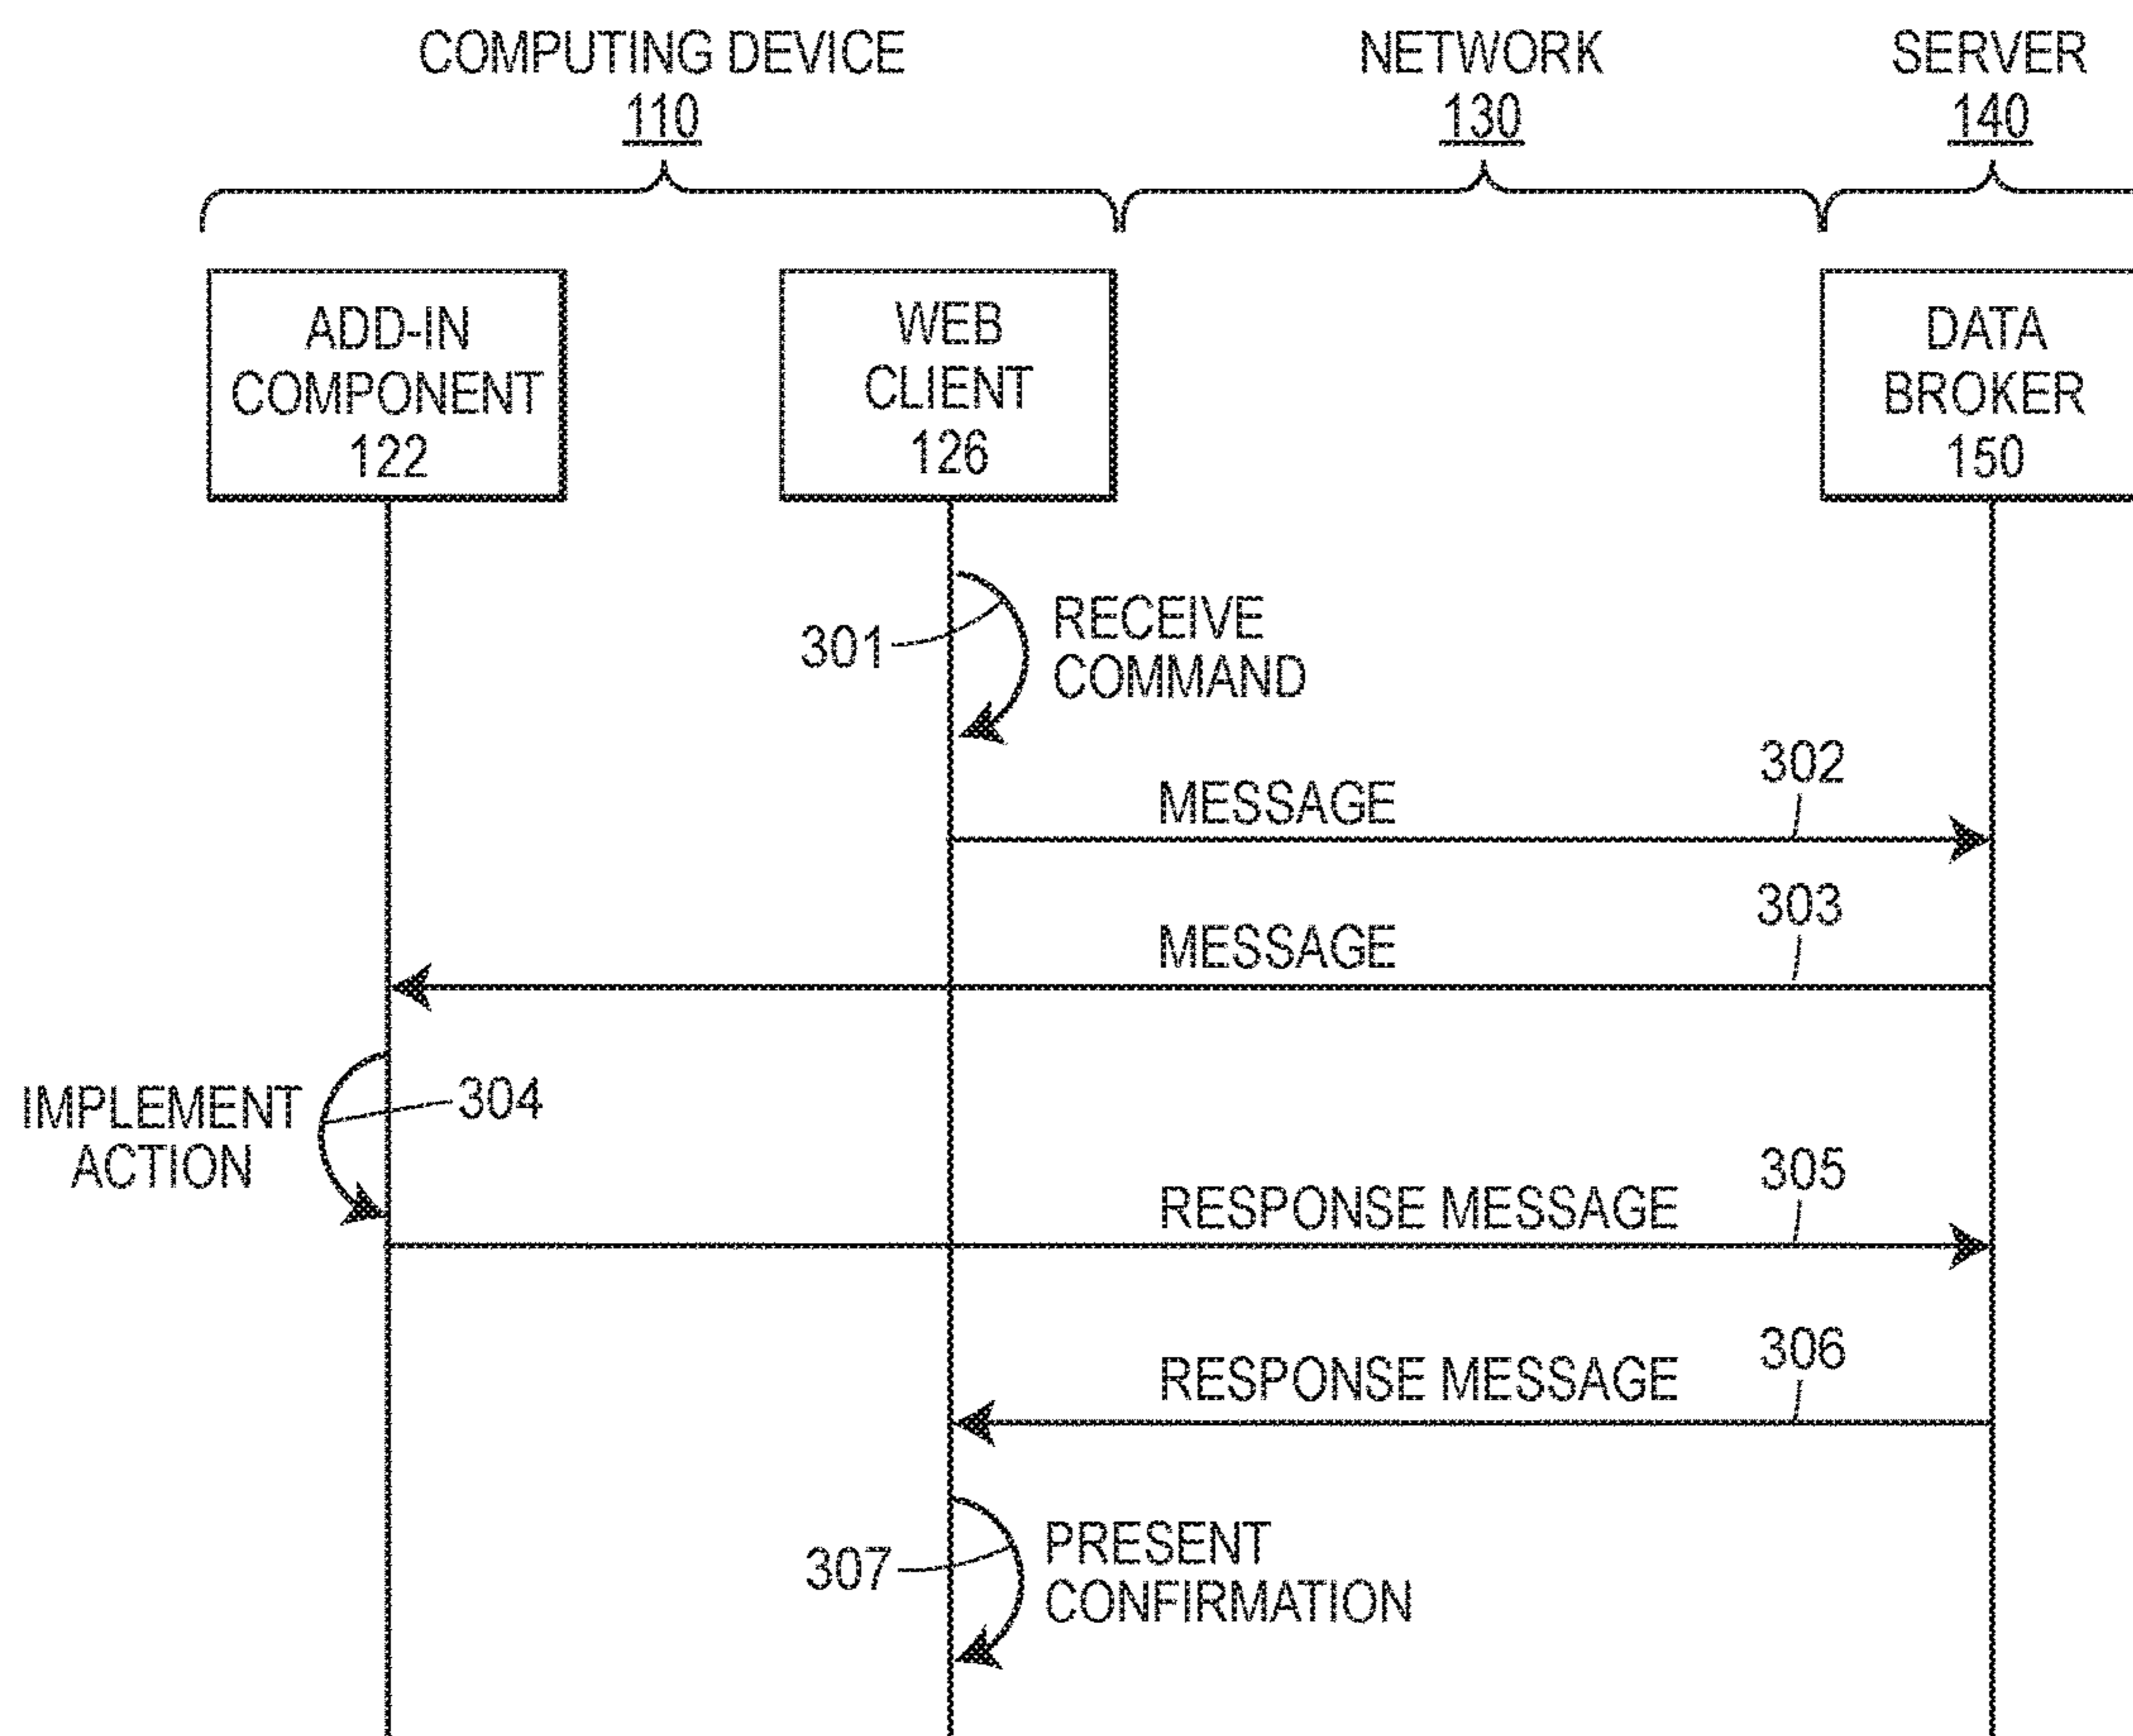 COMPUTING DEVICE
110
NETWORK
130
SERVER
140
ADD-IN
COMPONENT
122
WEB
CLIENT
126
DATA
BROKER
150
301
RECEIVE
COMMAND
302
MESSAGE
303
MESSAGE
304
IMPLEMENT
ACTION
305
RESPONSE MESSAGE
306
RESPONSE MESSAGE
307
PRESENT
CONFIRMATION